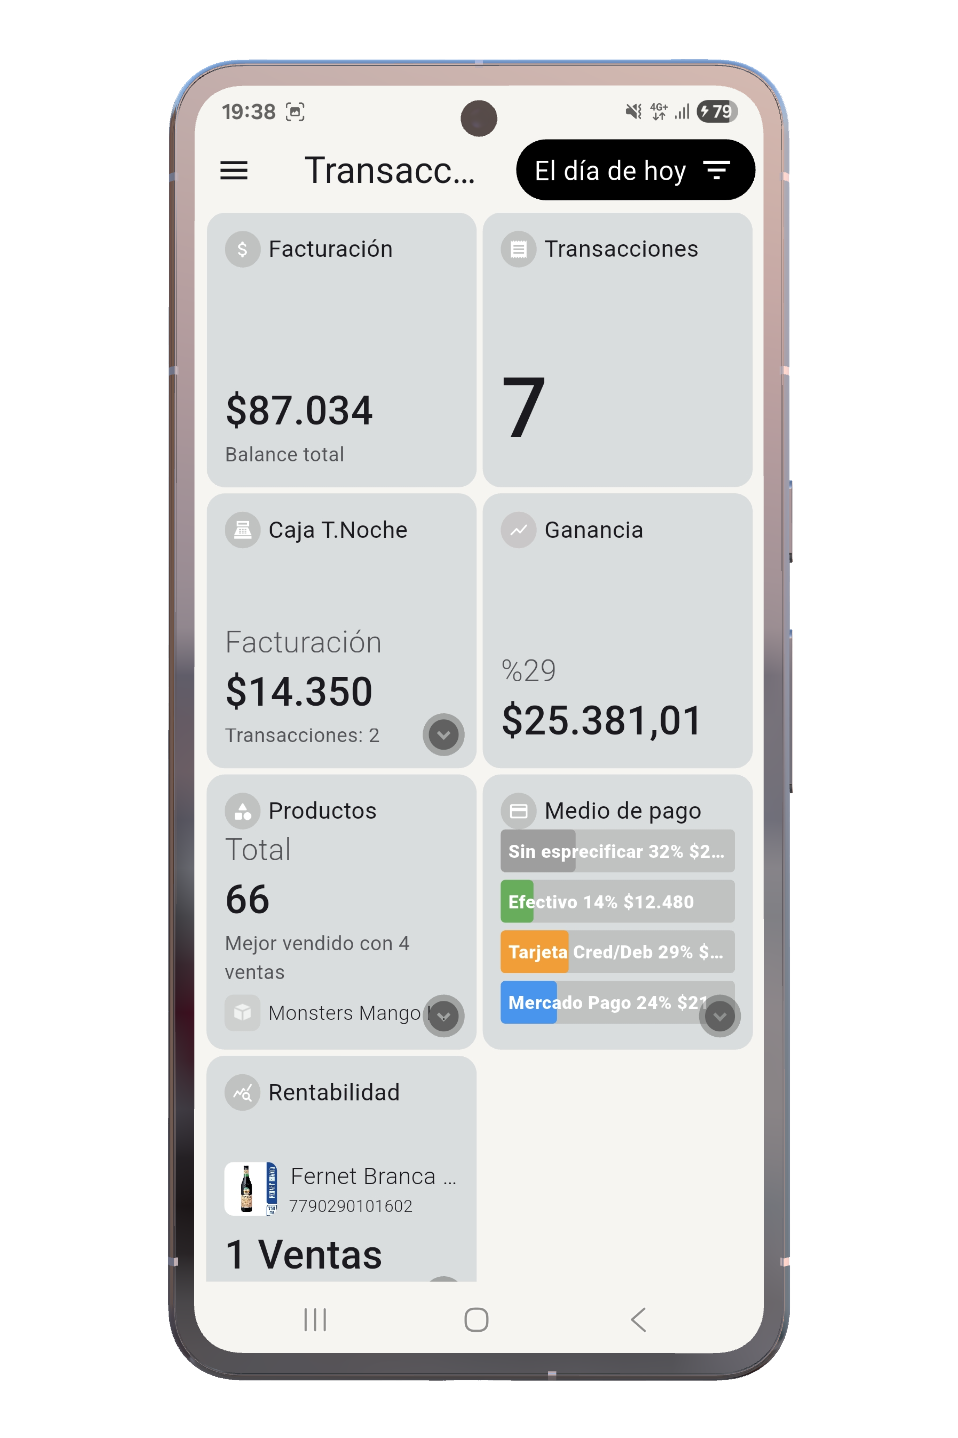 19:38
4G+
79
Transacc...
El día de hoy
$ Facturación
$87.034
Balance total
Transacciones
7
Caja T.Noche
Facturación
$14.350
Transacciones: 2
Ganancia
%29
$25.381,01
Productos
Total
66
Mejor vendido con 4
ventas
Monsters Mango
Medio de pago
Sin esprecificar 32% $2...
Efectivo 14% $12.480
Tarjeta Cred/Deb 29% $...
Mercado Pago 24% $21
Rentabilidad
Fernet Branca ...
7790290101602
1 Ventas